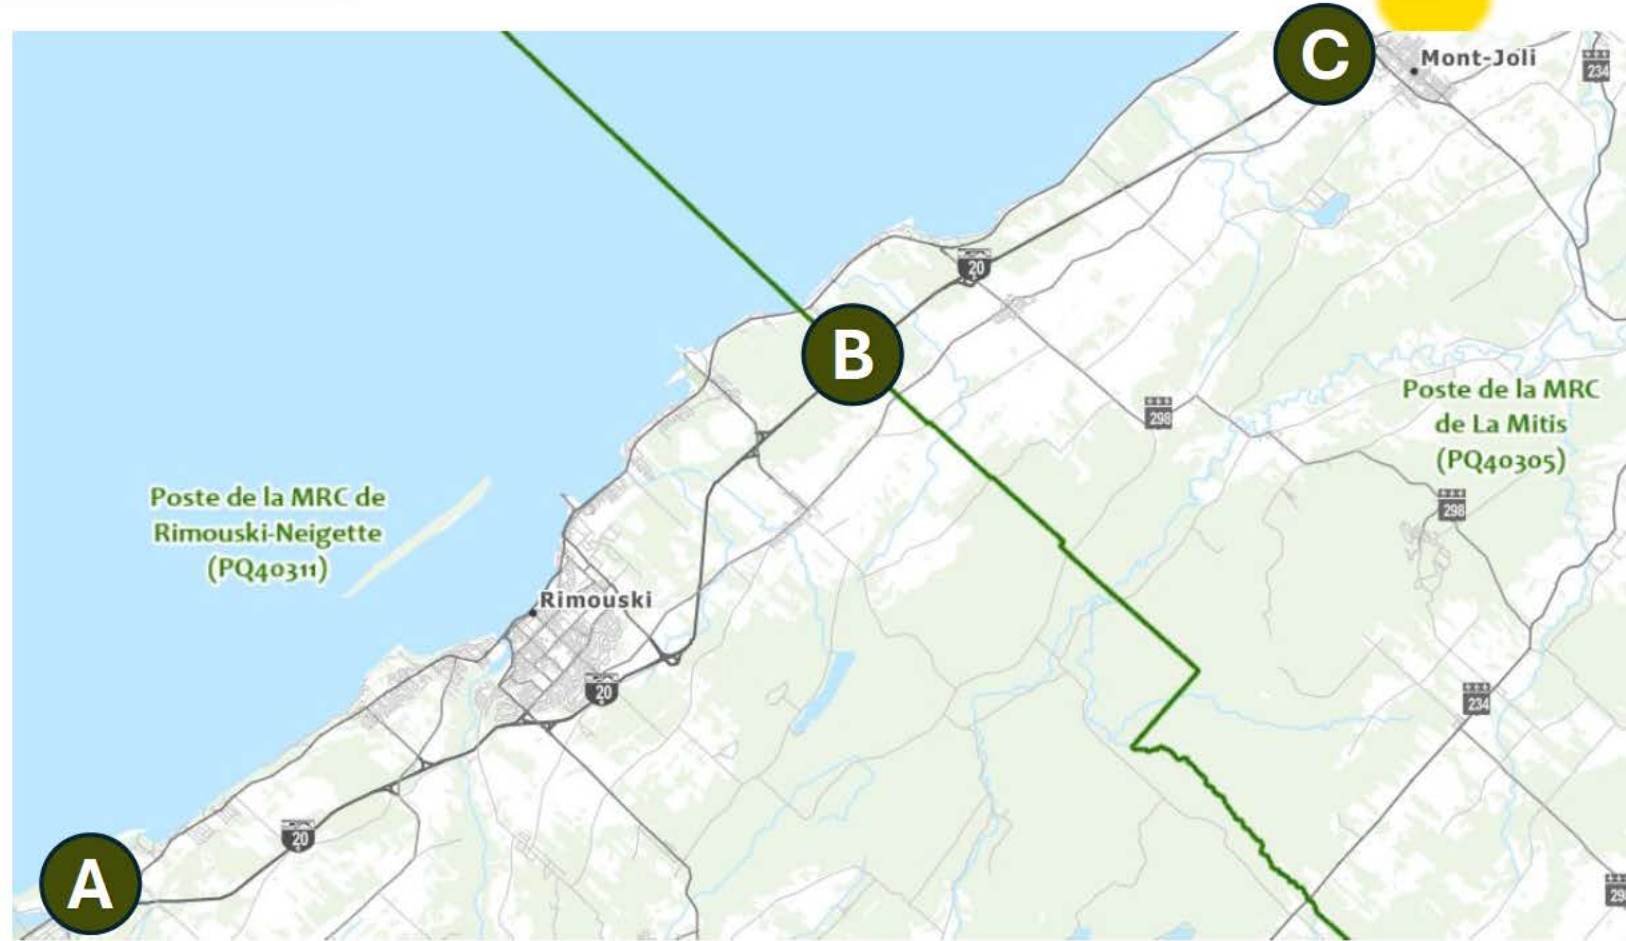 C
Mont-Joli
234
20
B
298
Poste de la MRC
de La Mitis
(PQ40305)
Poste de la MRC de
Rimouski-Neigette
(PQ40311)
298
Rimouski
20
234
20
A